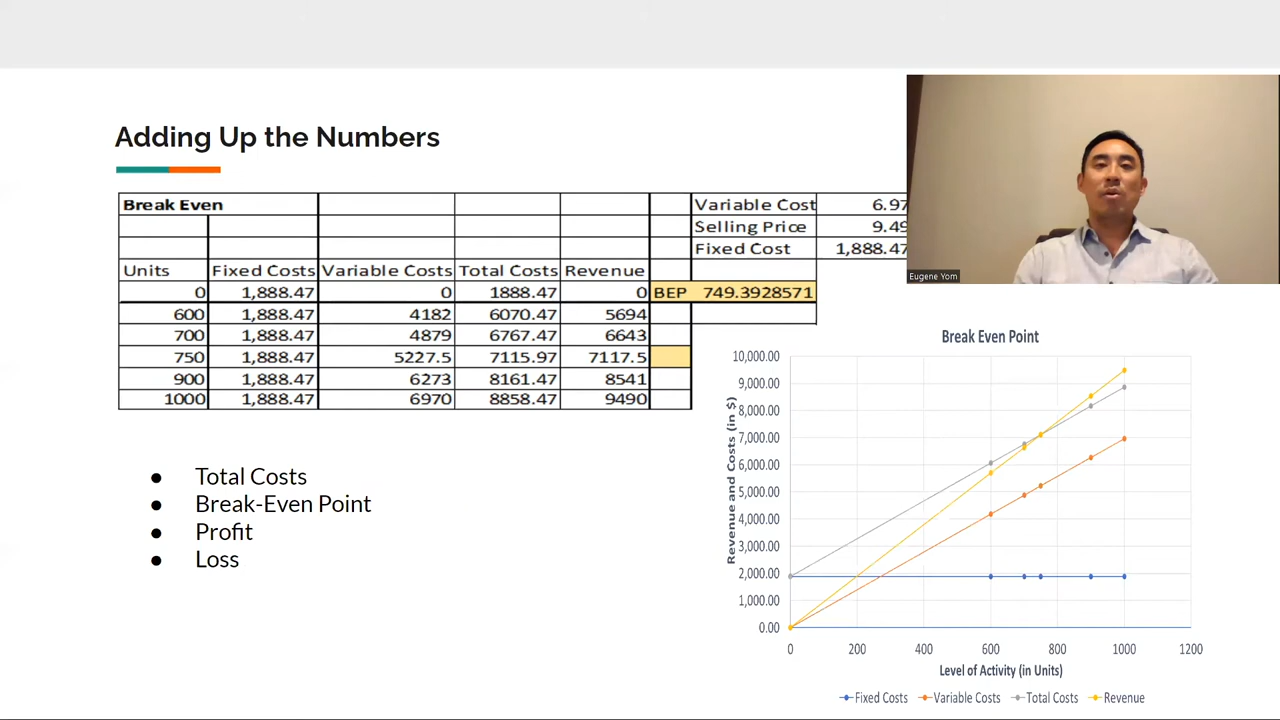 Adding Up the Numbers
Break Even
Variable Cost 6.97
Selling Price 9.49
Fixed Cost 1,888.47
Units Fixed Costs Variable Costs Total Costs Revenue
0 1,888.47 0 1888.47 0 BEP 749.3928571
600 1,888.47 4182 6070.47 5694
700 1,888.47 4879 6767.47 6643
750 1,888.47 5227.5 7115.97 7117.5
900 1,888.47 6273 8161.47 8541
1000 1,888.47 6970 8858.47 9490
Eugene Yom
● Total Costs
● Break-Even Point
● Profit
● Loss
Break Even Point
Revenue and Costs (in $)
10,000.00
9,000.00
8,000.00
7,000.00
6,000.00
5,000.00
4,000.00
3,000.00
2,000.00
1,000.00
0.00
0 200 400 600 800 1000 1200
Level of Activity (in Units)
Fixed Costs Variable Costs Total Costs Revenue